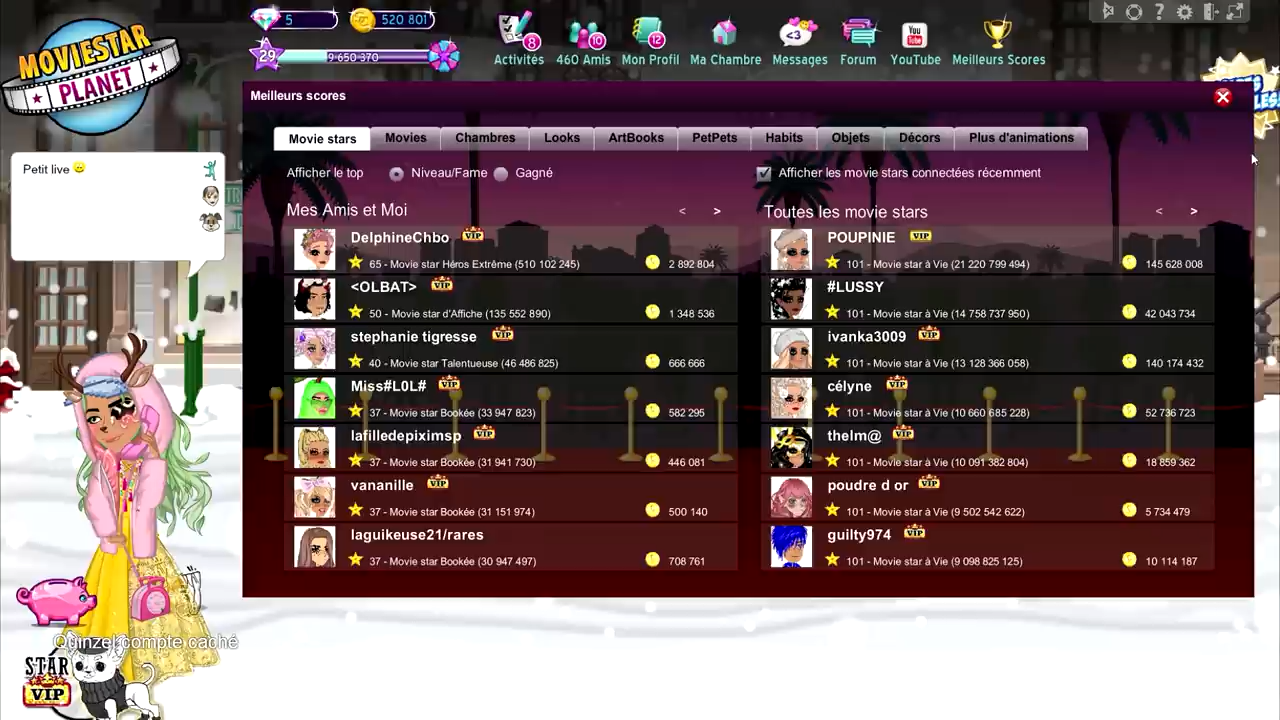 MOVIESTAR
PLANET
5
520 801
29
9 650 370
8
10
12
<3
You
Tube
Activités
460 Amis
Mon Profil
Ma Chambre
Messages
Forum
YouTube
Meilleurs Scores
Meilleurs scores
Movie stars
Movies
Chambres
Looks
ArtBooks
PetPets
Habits
Objets
Décors
Plus d'animations
Petit live
Afficher le top
Niveau/Fame
Gagné
Afficher les movie stars connectées récemment
Mes Amis et Moi
< >
DelphineChbo VIP
65 - Movie star Héros Extrême (510 102 245) 2 892 804
<OLBAT> VIP
50 - Movie star d'Affiche (135 552 890) 1 348 536
stephanie tigresse VIP
40 - Movie star Talentueuse (46 486 825) 666 666
Miss#L0L# VIP
37 - Movie star Bookée (33 947 823) 582 295
lafilledepiximsp VIP
37 - Movie star Bookée (31 941 730) 446 081
vananille VIP
37 - Movie star Bookée (31 151 974) 500 140
laguikeuse21/rares
37 - Movie star Bookée (30 947 497) 708 761
Toutes les movie stars
< >
POUPINIE VIP
101 - Movie star à Vie (21 220 799 494) 145 628 008
#LUSSY
101 - Movie star à Vie (14 758 737 950) 42 043 734
ivanka3009 VIP
101 - Movie star à Vie (13 128 366 058) 140 174 432
célyne VIP
101 - Movie star à Vie (10 660 685 228) 52 736 723
thelm@ VIP
101 - Movie star à Vie (10 091 382 804) 18 859 362
poudre d or VIP
101 - Movie star à Vie (9 502 542 622) 5 734 479
guilty974 VIP
101 - Movie star à Vie (9 098 825 125) 10 114 187
Quinzel compte caché
STAR
VIP